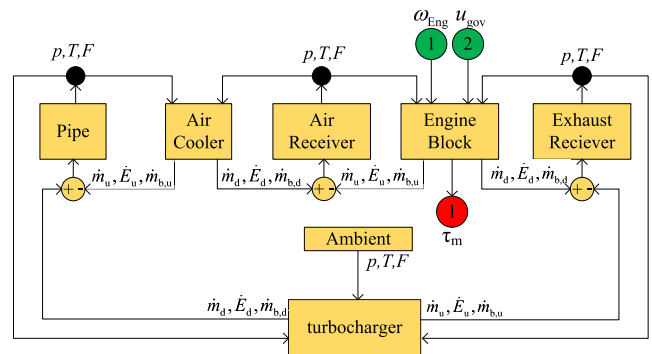 ω_Eng u_gov
p,T,F p,T,F 1 2 p,T,F
Pipe Air Cooler Air Receiver Engine Block Exhaust Reciever
+ - ṁ_u, Ė_u, ṁ_b,u ṁ_d, Ė_d, ṁ_b,d + - ṁ_u, Ė_u, ṁ_b,u ṁ_d, Ė_d, ṁ_b,d + -
1
τ_m
Ambient
p,T,F
ṁ_d, Ė_d, ṁ_b,d ṁ_u, Ė_u, ṁ_b,u
turbocharger